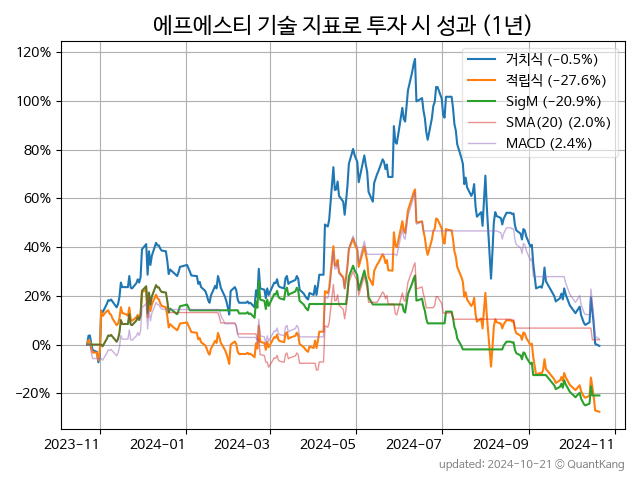 에프에스티 기술 지표로 투자 시 성과 (1년)
120%
100%
80%
60%
40%
20%
0%
−20%
거치식 (−0.5%)
적립식 (−27.6%)
SigM (−20.9%)
SMA(20) (2.0%)
MACD (2.4%)
2023−11 2024−01 2024−03 2024−05 2024−07 2024−09 2024−11
updated: 2024-10-21 © QuantKang